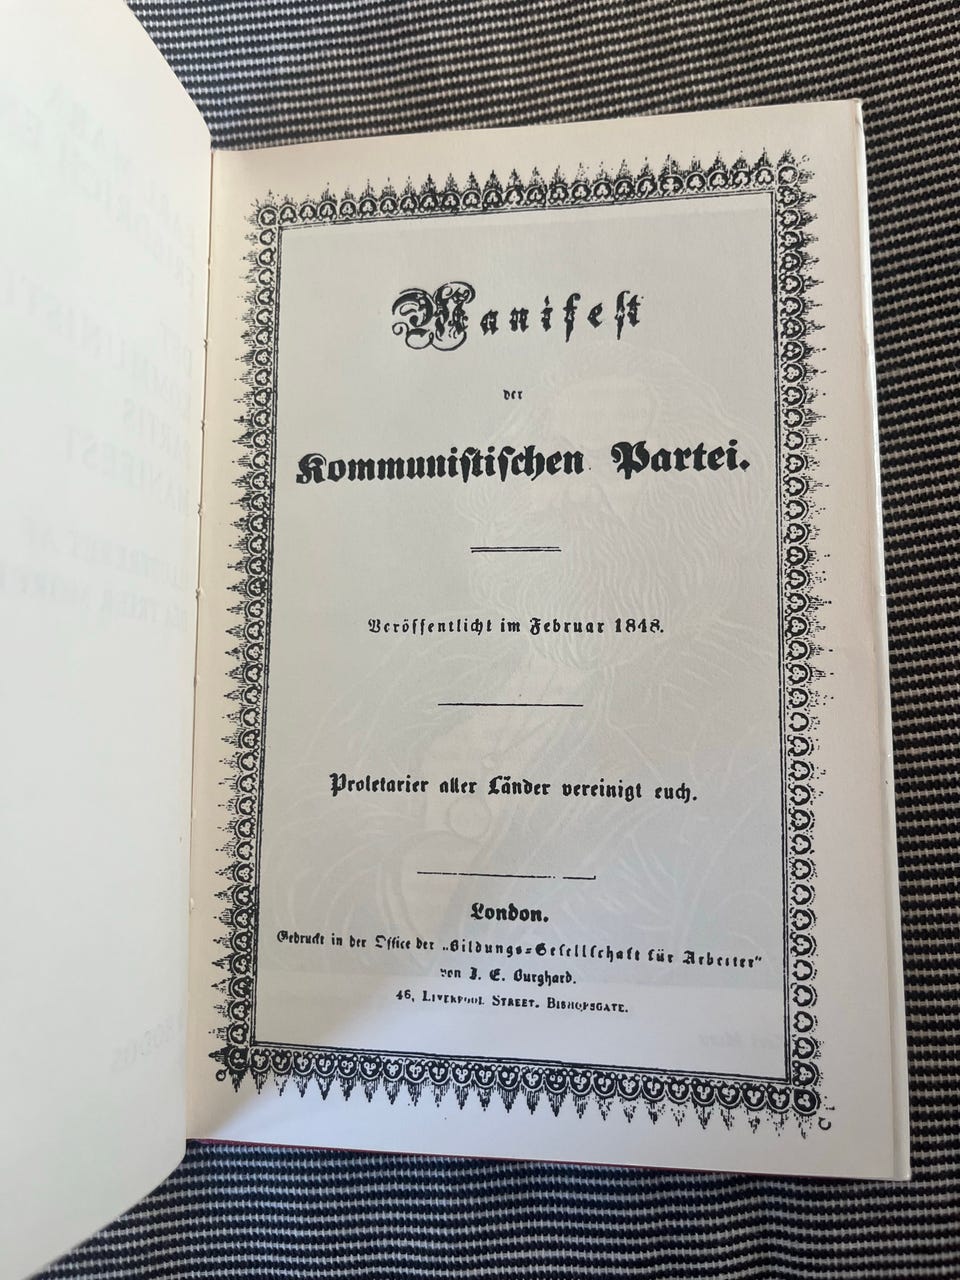 Manifest
der
Kommunistischen Partei.
Veröffentlicht im Februar 1848.
Proletarier aller Länder vereinigt euch.
London.
Gedruckt in der Office der „Bildungs-Gesellschaft für Arbeiter“
von J. E. Burghard.
46, LIVERPOOL STREET. BISHOPSGATE.